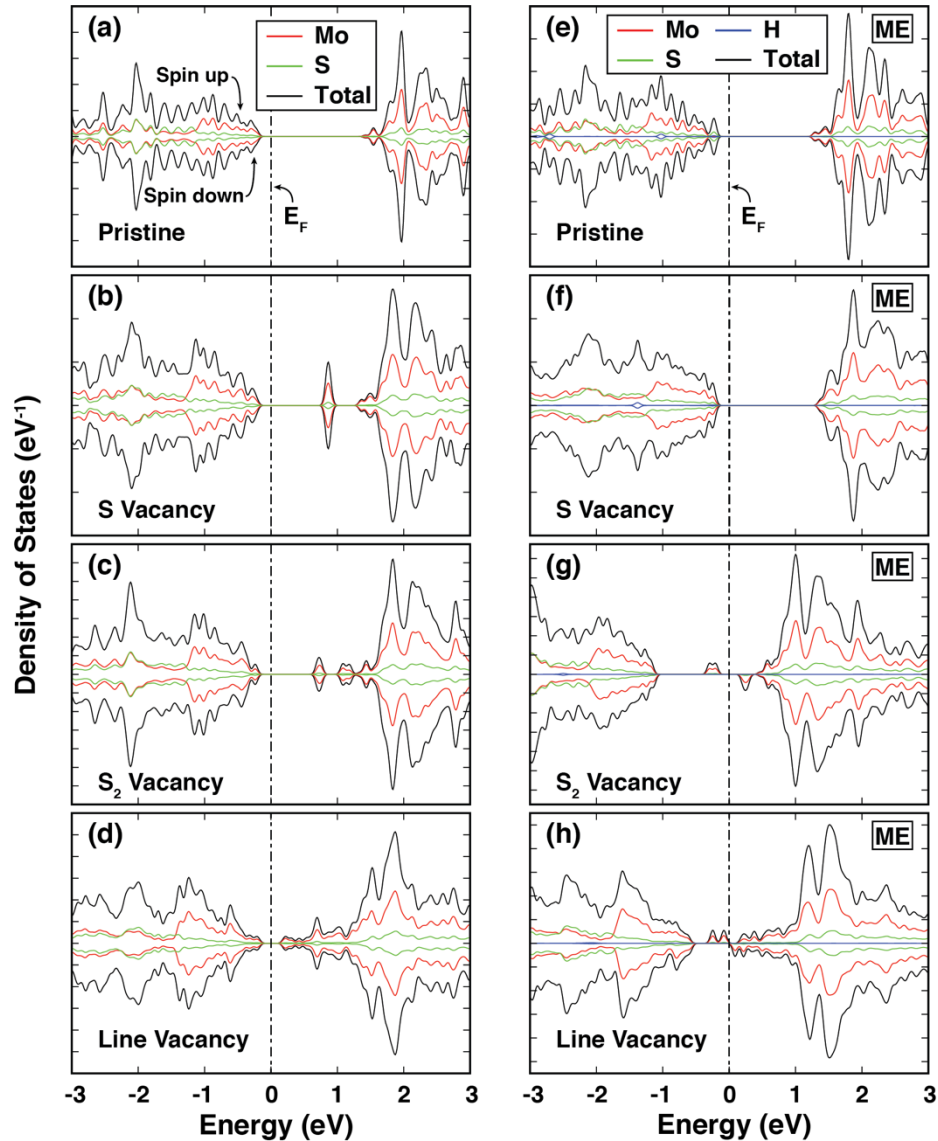 Density of States (eV⁻¹)
(a)
Mo
S
Total
Spin up
Spin down
E_F
Pristine
(e)
Mo
H
S
Total
ME
E_F
Pristine
(b)
S Vacancy
(f)
ME
S Vacancy
(c)
S₂ Vacancy
(g)
ME
S₂ Vacancy
(d)
Line Vacancy
(h)
ME
Line Vacancy
-3 -2 -1 0 1 2 3
-3 -2 -1 0 1 2 3
Energy (eV)
Energy (eV)